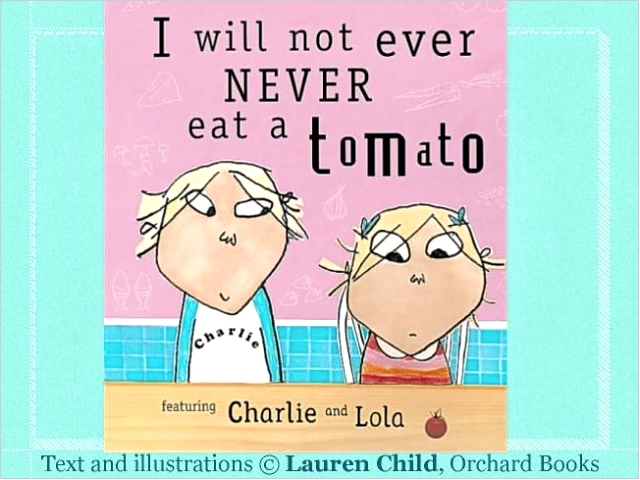 I will not ever
NEVER
eat a tomato
Charlie
featuring Charlie and Lola
Text and illustrations © Lauren Child, Orchard Books